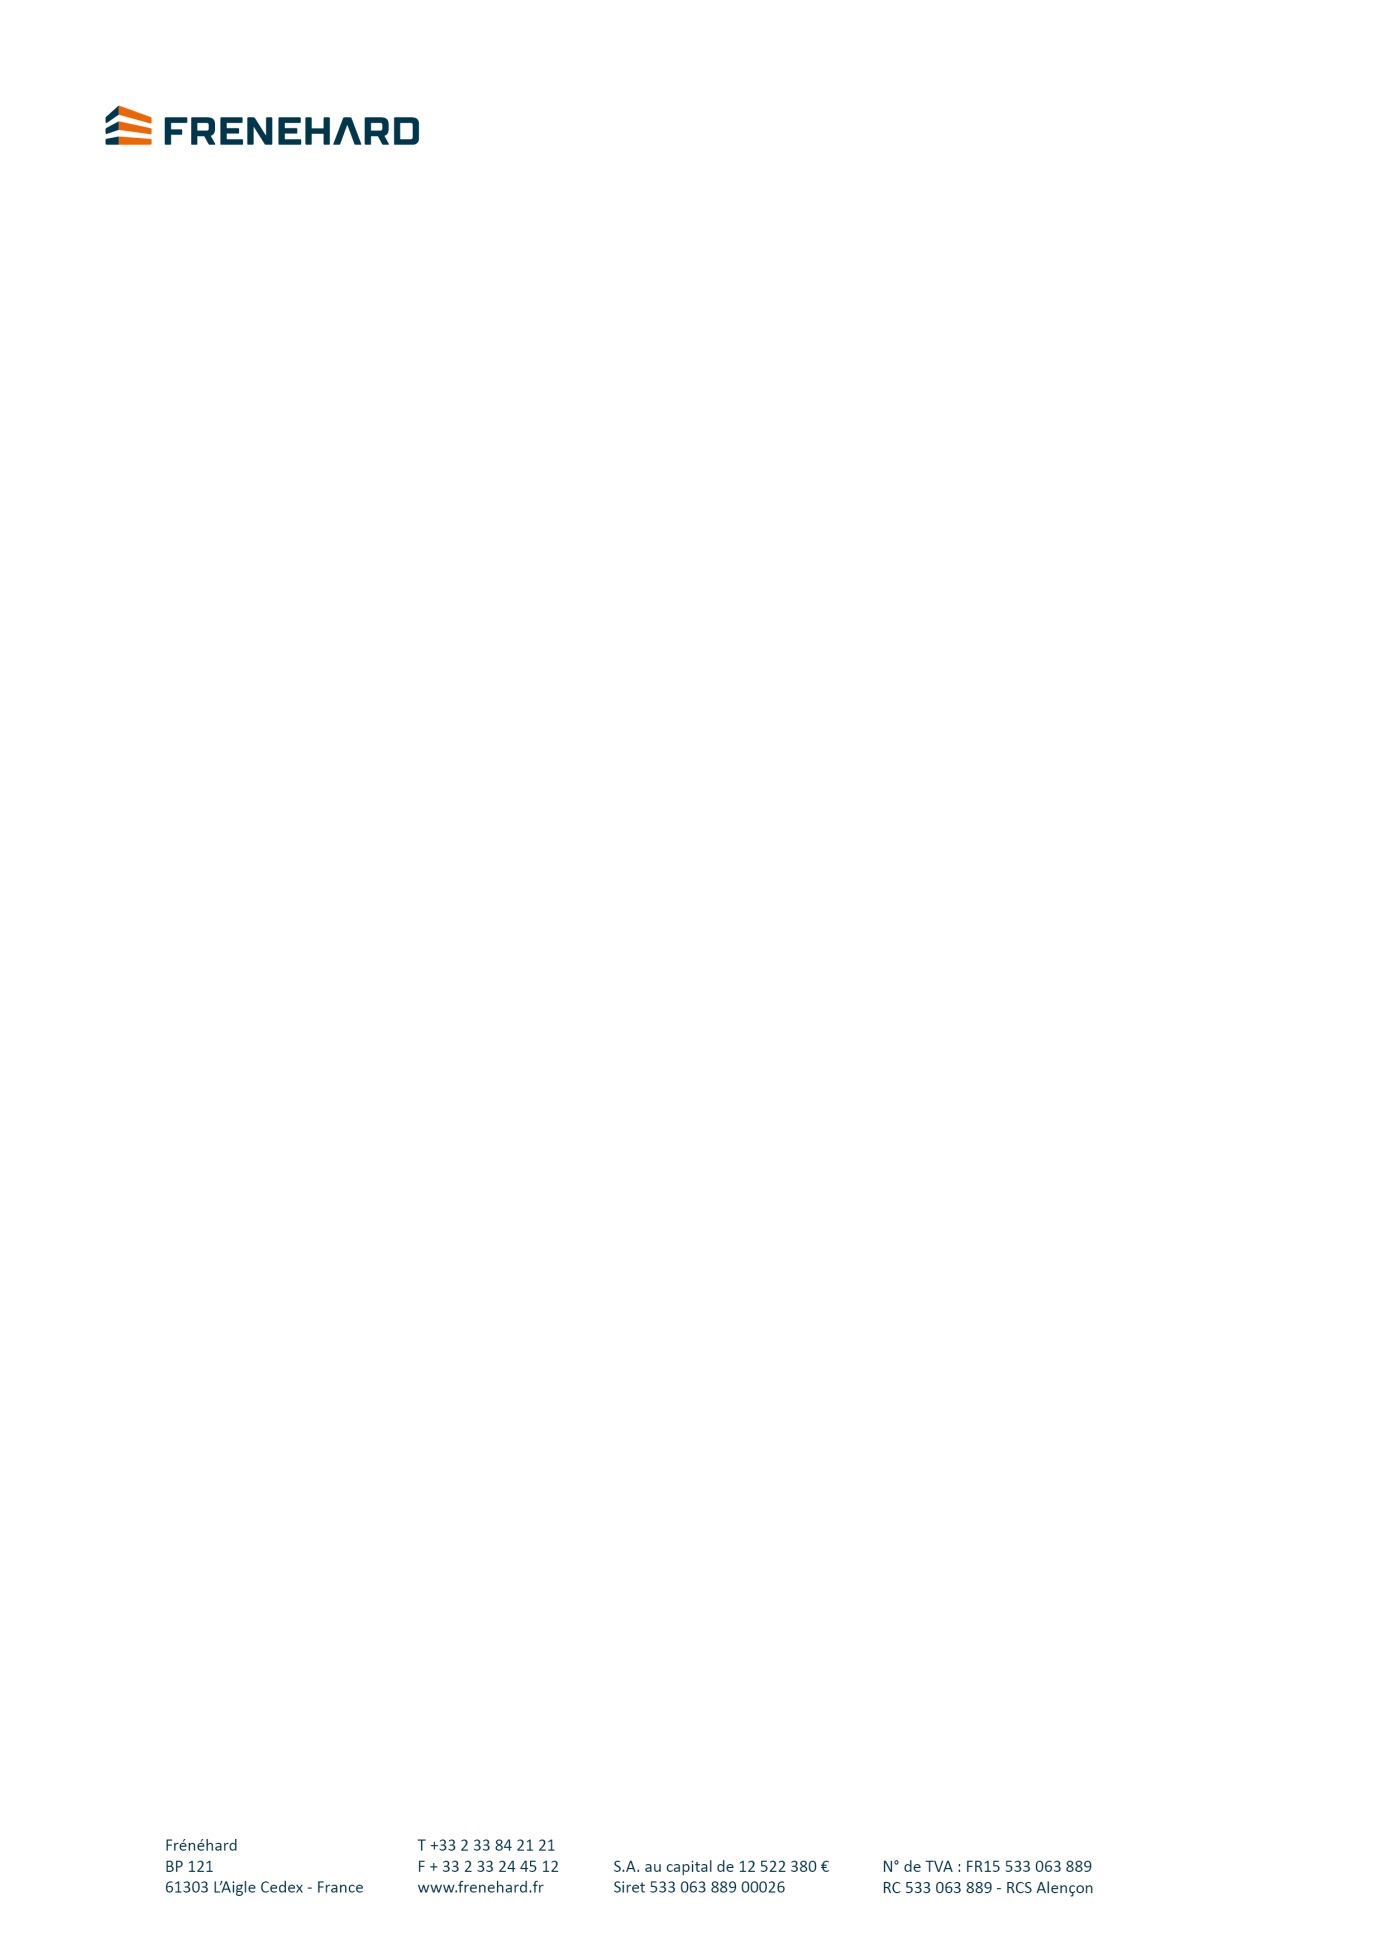 FRENEHARD
Frénéhard
BP 121
61303 L’Aigle Cedex - France
T +33 2 33 84 21 21
F + 33 2 33 24 45 12
www.frenehard.fr
S.A. au capital de 12 522 380 €
Siret 533 063 889 00026
N° de TVA : FR15 533 063 889
RC 533 063 889 - RCS Alençon